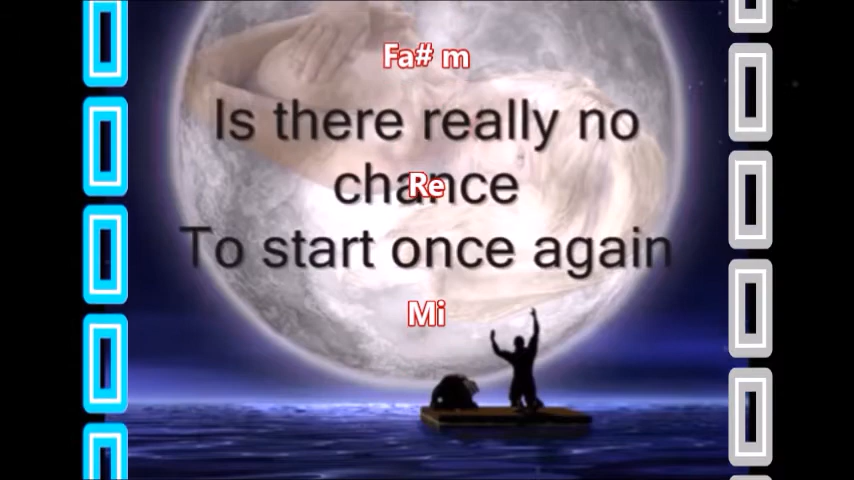 Fa# m
Is there really no
chance
Re
To start once again
Mi